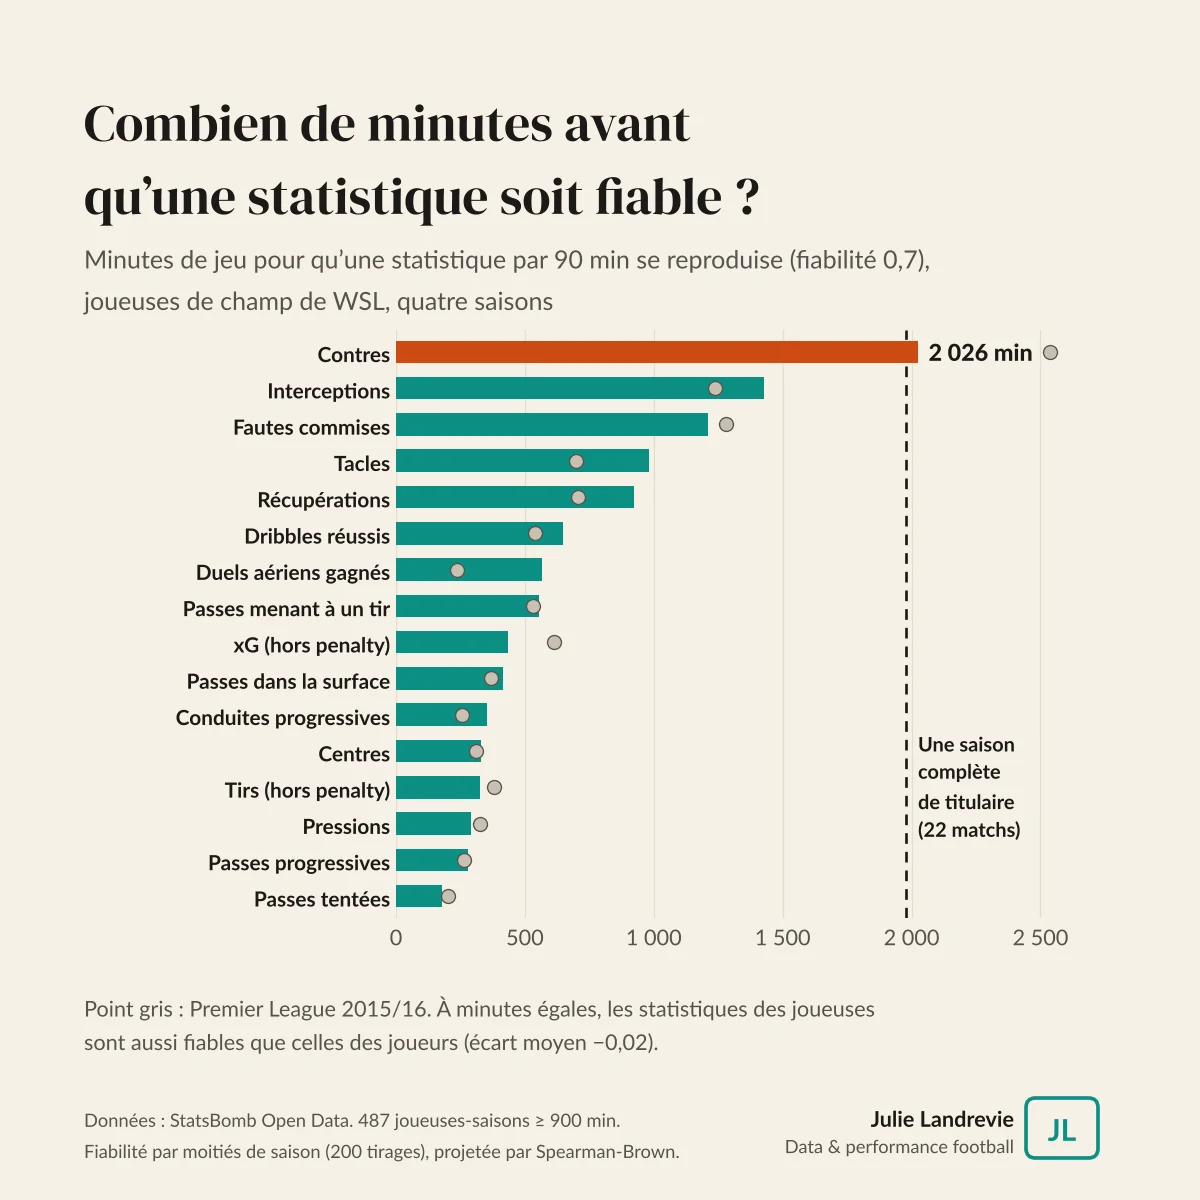 Combien de minutes avant
qu’une statistique soit fiable ?
Minutes de jeu pour qu’une statistique par 90 min se reproduise (fiabilité 0,7),
joueuses de champ de WSL, quatre saisons
Contres
2 026 min
Interceptions
Fautes commises
Tacles
Récupérations
Dribbles réussis
Duels aériens gagnés
Passes menant à un tir
xG (hors penalty)
Passes dans la surface
Conduites progressives
Centres
Tirs (hors penalty)
Pressions
Passes progressives
Passes tentées
Une saison
complète
de titulaire
(22 matchs)
0 500 1 000 1 500 2 000 2 500
Point gris : Premier League 2015/16. À minutes égales, les statistiques des joueuses
sont aussi fiables que celles des joueurs (écart moyen −0,02).
Données : StatsBomb Open Data. 487 joueuses-saisons ≥ 900 min.
Fiabilité par moitiés de saison (200 tirages), projetée par Spearman-Brown.
Julie Landrevie
Data & performance football
JL